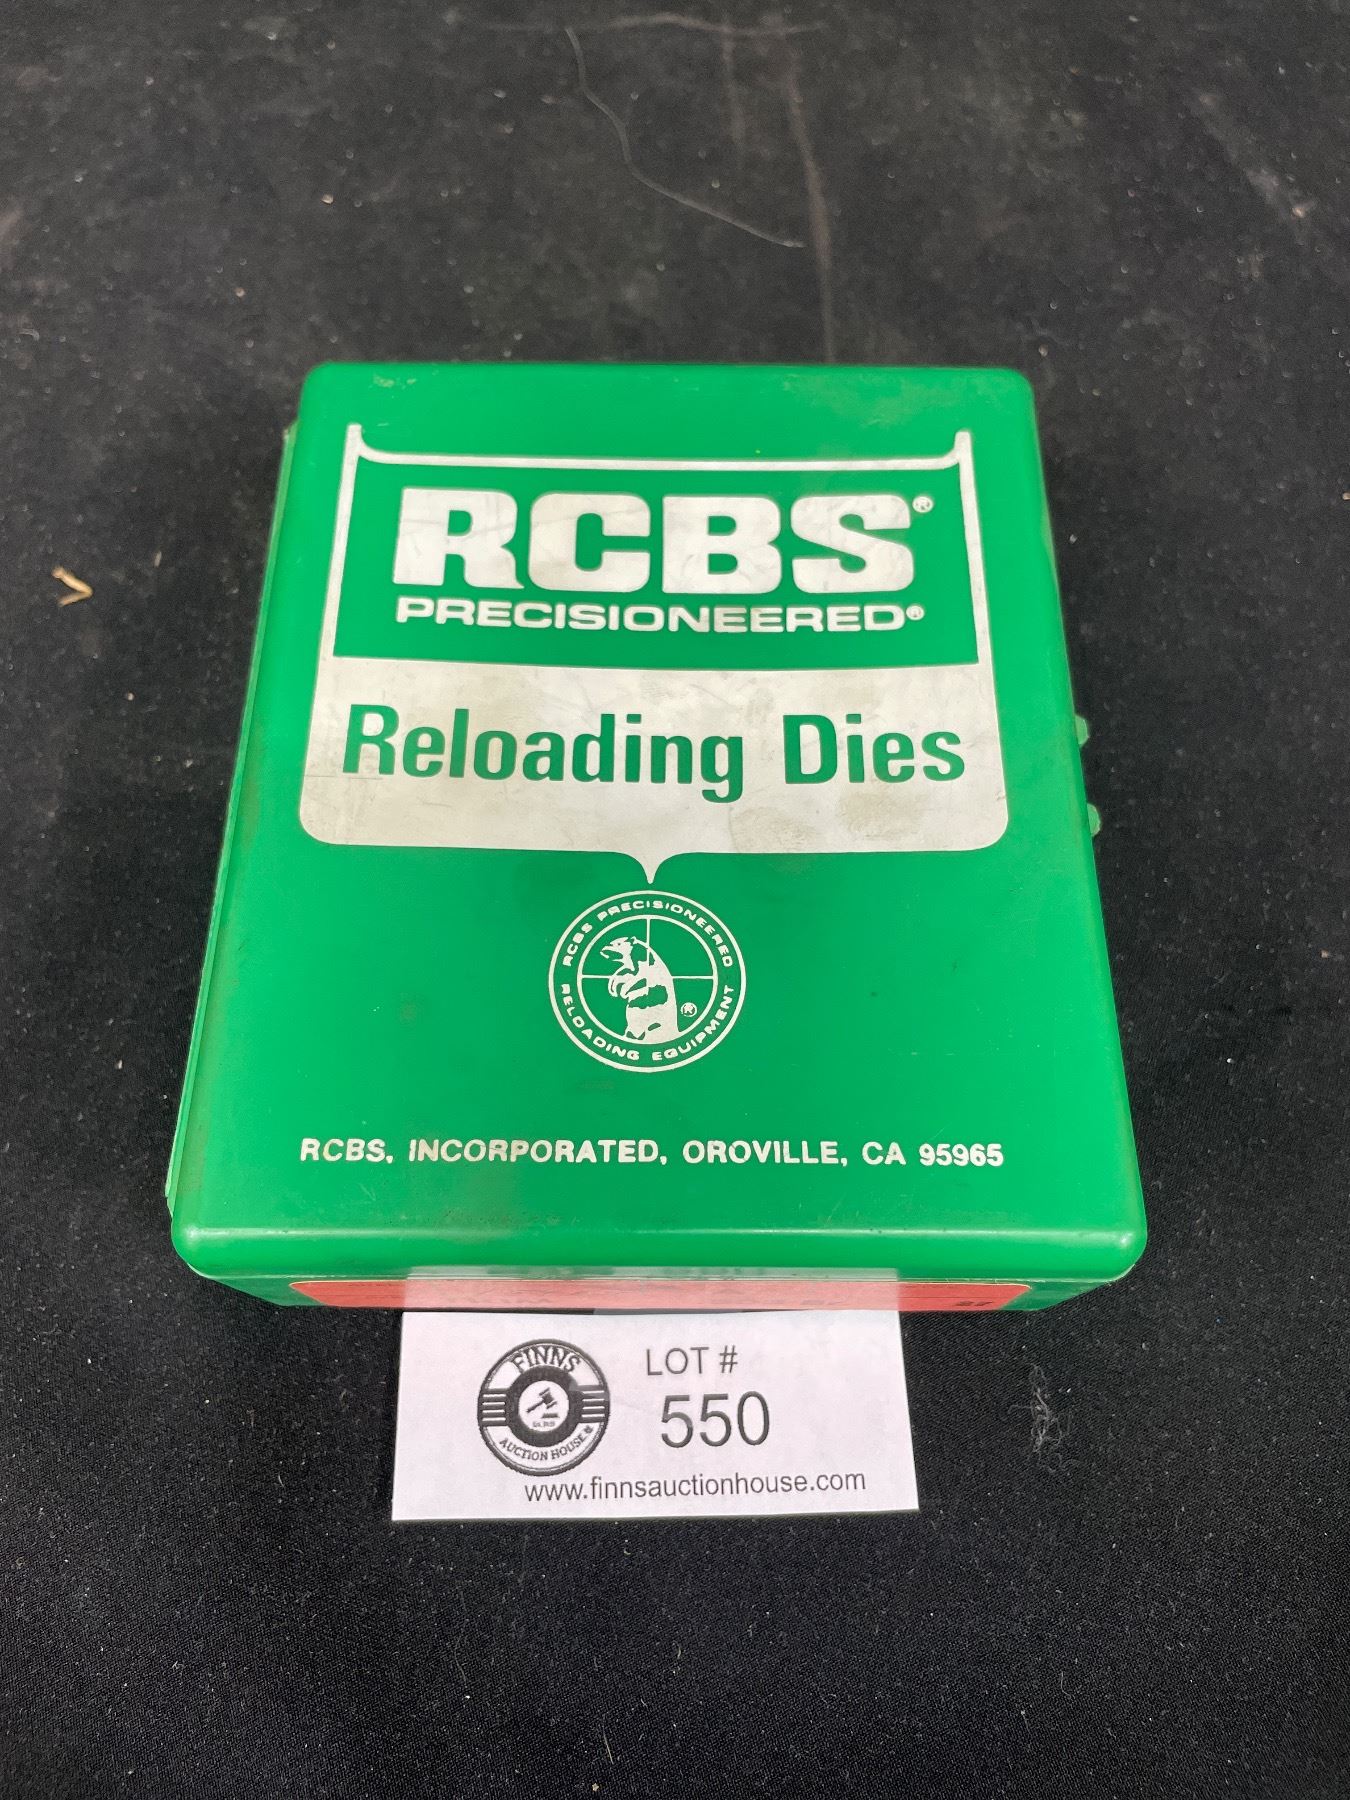 RCBS®
PRECISIONEERED®
Reloading Dies
RCBS PRECISIONEERED
RELOADING EQUIPMENT
®
RCBS, INCORPORATED, OROVILLE, CA 95965
87
FINNS
AUCTION HOUSE
LOT #
550
www.finnsauctionhouse.com